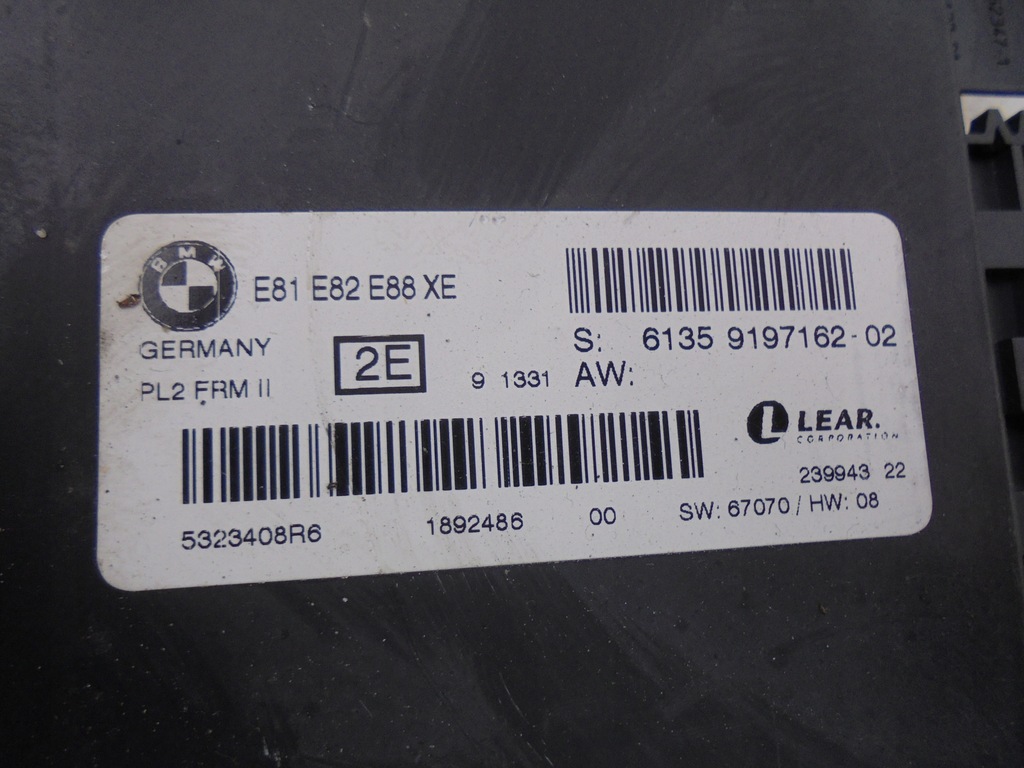 BMW
E81 E82 E88 XE
GERMANY
PL2 FRM II
2E
9 1331
S: 6135 9197162-02
AW:
LEAR.
CORPORATION
239943 22
5323408R6 1892486 00 SW: 67070 / HW: 08